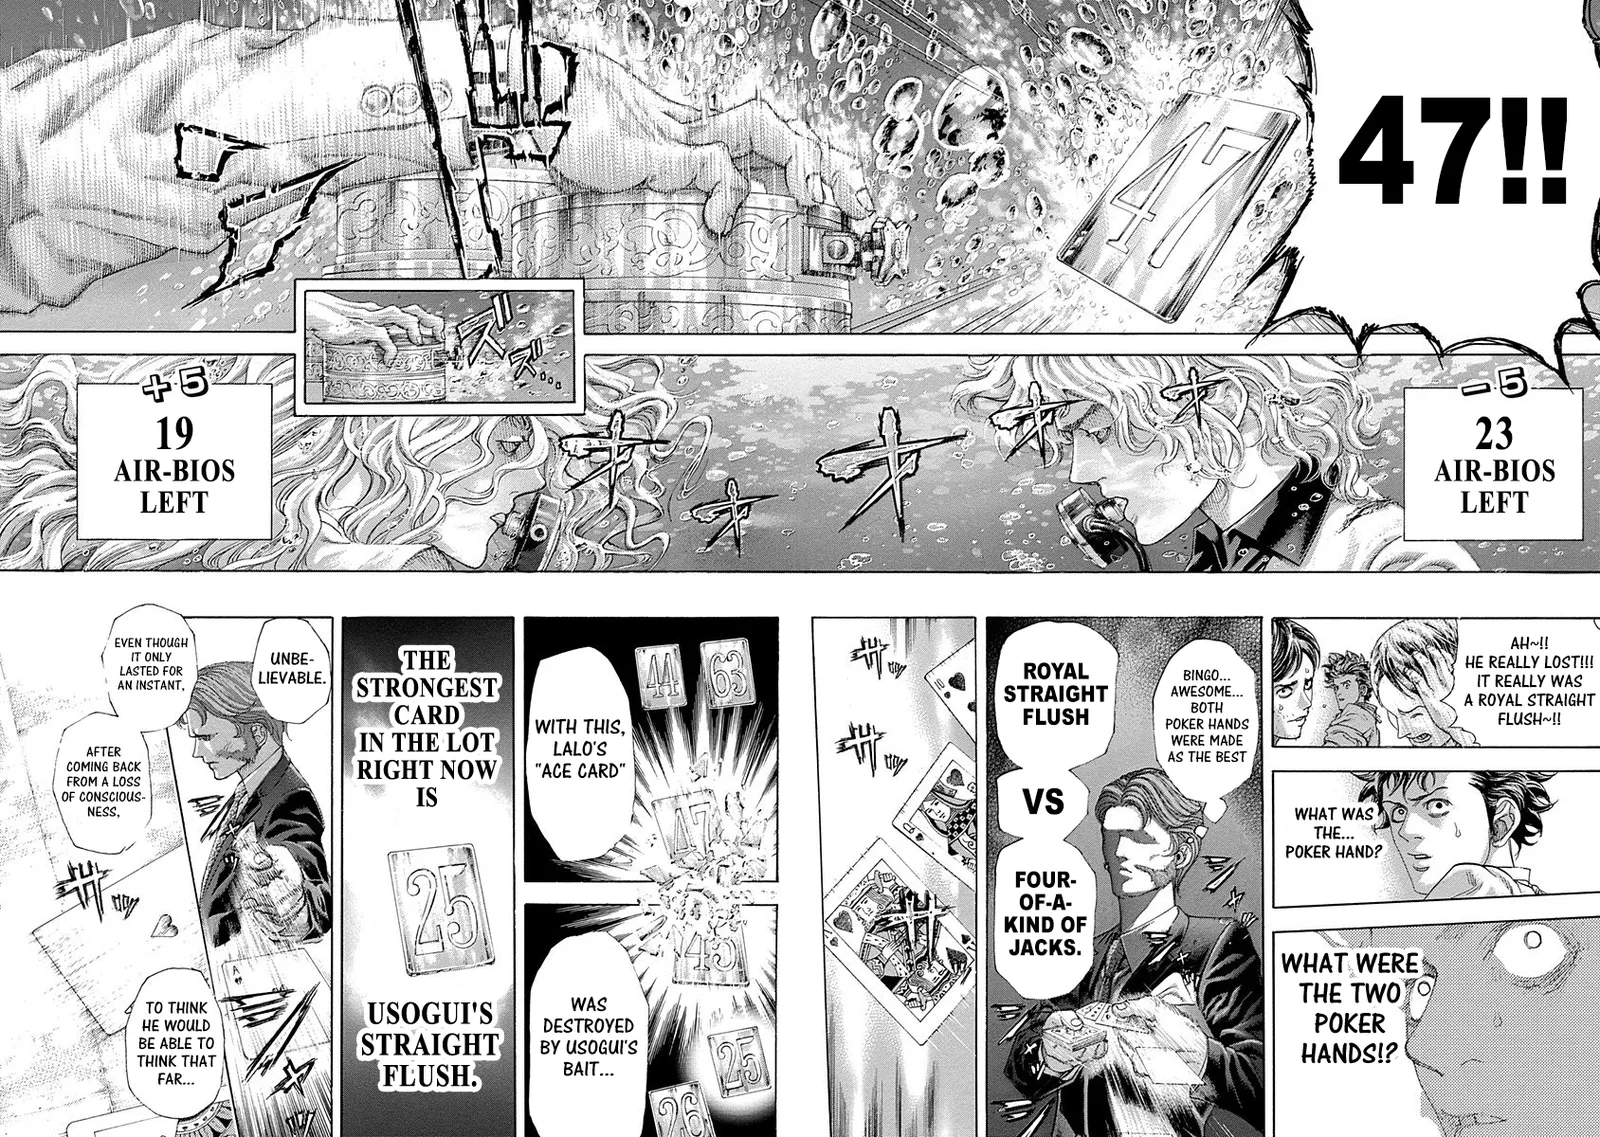 47!!
47
ズズ…
－5
23
AIR-BIOS
LEFT
＋5
19
AIR-BIOS
LEFT
AH~!!
HE REALLY LOST!!!
IT REALLY WAS
A ROYAL STRAIGHT
FLUSH~!!
WHAT WAS
THE...
POKER HAND?
WHAT WERE
THE TWO
POKER
HANDS!?
BINGO...
AWESOME...
BOTH
POKER HANDS
WERE MADE
AS THE BEST
ROYAL
STRAIGHT
FLUSH
VS
FOUR-
OF-A-
KIND OF
JACKS.
44
63
WITH THIS,
LALO'S
"ACE CARD"
47
45
WAS
DESTROYED
BY USOGUI'S
BAIT...
25
26
THE
STRONGEST
CARD
IN THE LOT
RIGHT NOW
IS
25
USOGUI'S
STRAIGHT
FLUSH.
UNBE-
LIEVABLE.
EVEN THOUGH
IT ONLY
LASTED FOR
AN INSTANT,
AFTER
COMING BACK
FROM A LOSS
OF CONSCIOUS-
NESS,
TO THINK
HE WOULD
BE ABLE TO
THINK THAT
FAR...